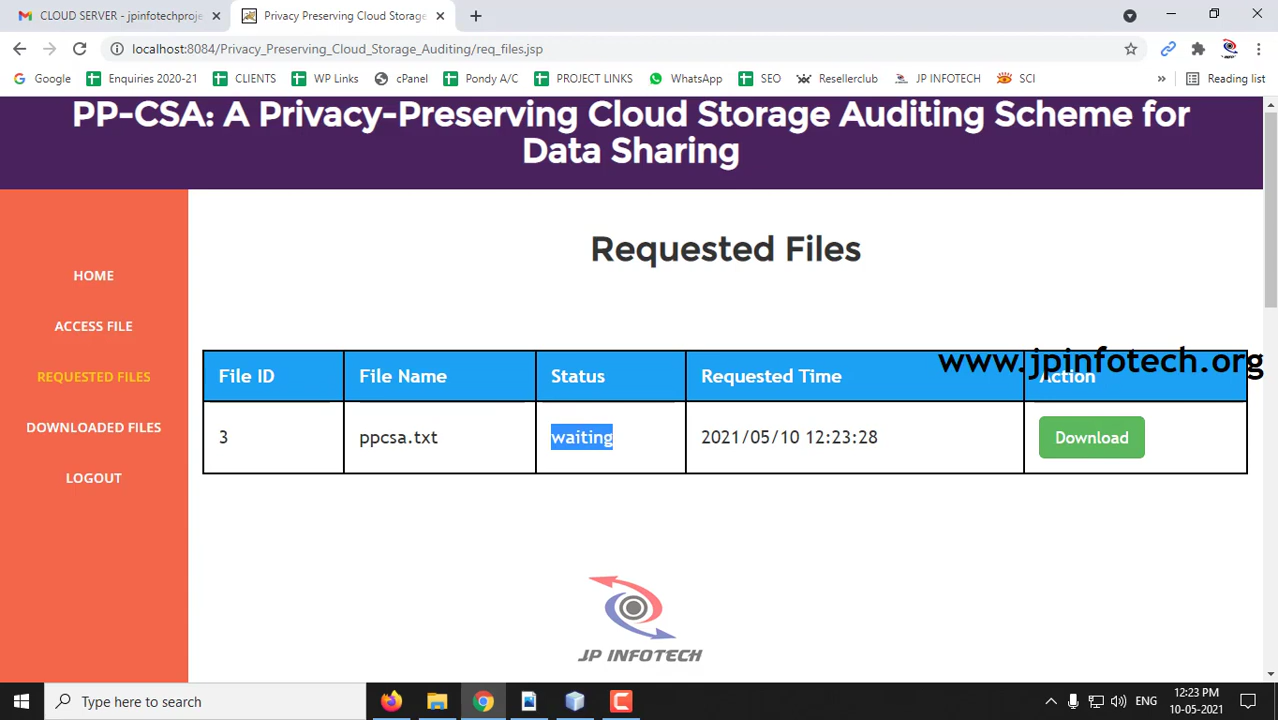 CLOUD SERVER - jpinfotechproje
Privacy Preserving Cloud Storage
localhost:8084/Privacy_Preserving_Cloud_Storage_Auditing/req_files.jsp
Google Enquiries 2020-21 CLIENTS WP Links cPanel Pondy A/C PROJECT LINKS WhatsApp SEO Resellerclub JP INFOTECH SCI » Reading list
PP-CSA: A Privacy-Preserving Cloud Storage Auditing Scheme for
Data Sharing
HOME
ACCESS FILE
REQUESTED FILES
DOWNLOADED FILES
LOGOUT
Requested Files
www.jpinfotech.org
File ID File Name Status Requested Time Action
3 ppcsa.txt waiting 2021/05/10 12:23:28 Download
JP INFOTECH
Type here to search
ENG
12:23 PM
10-05-2021